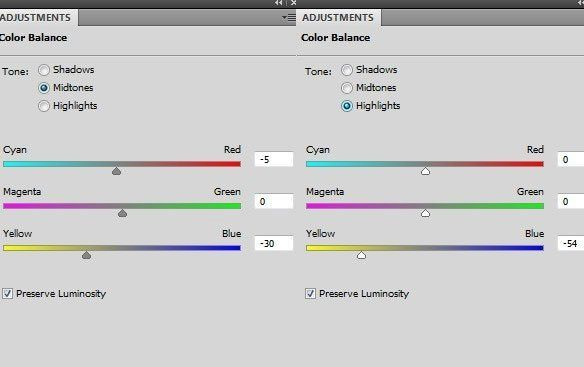 ADJUSTMENTS
Color Balance
Tone: Shadows
Midtones
Highlights
Cyan Red -5
Magenta Green 0
Yellow Blue -30
Preserve Luminosity
ADJUSTMENTS
Color Balance
Tone: Shadows
Midtones
Highlights
Cyan Red 0
Magenta Green 0
Yellow Blue -54
Preserve Luminosity